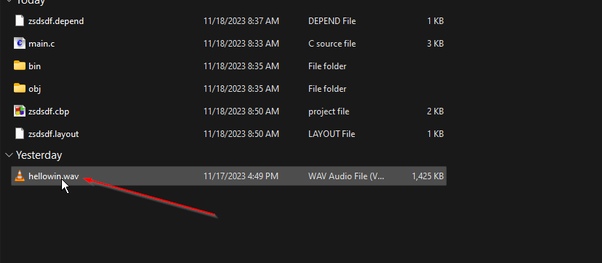 Today
zsdsdf.depend 11/18/2023 8:37 AM DEPEND File 1 KB
main.c 11/18/2023 8:33 AM C source file 3 KB
bin 11/18/2023 8:35 AM File folder
obj 11/18/2023 8:35 AM File folder
zsdsdf.cbp 11/18/2023 8:50 AM project file 2 KB
zsdsdf.layout 11/18/2023 8:50 AM LAYOUT File 1 KB
Yesterday
hellowin.wav 11/17/2023 4:49 PM WAV Audio File (V... 1,425 KB